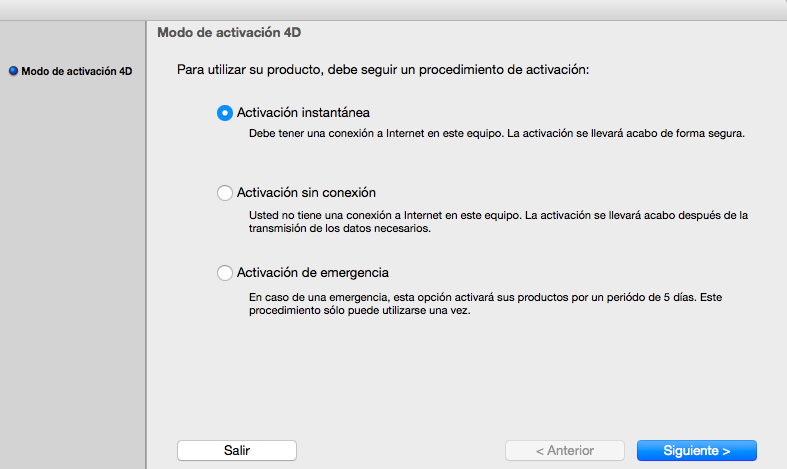 Modo de activación 4D
Modo de activación 4D
Para utilizar su producto, debe seguir un procedimiento de activación:
Activación instantánea
Debe tener una conexión a Internet en este equipo. La activación se llevará acabo de forma segura.
Activación sin conexión
Usted no tiene una conexión a Internet en este equipo. La activación se llevará acabo después de la
transmisión de los datos necesarios.
Activación de emergencia
En caso de una emergencia, esta opción activará sus productos por un periódo de 5 días. Este
procedimiento sólo puede utilizarse una vez.
Salir
< Anterior
Siguiente >